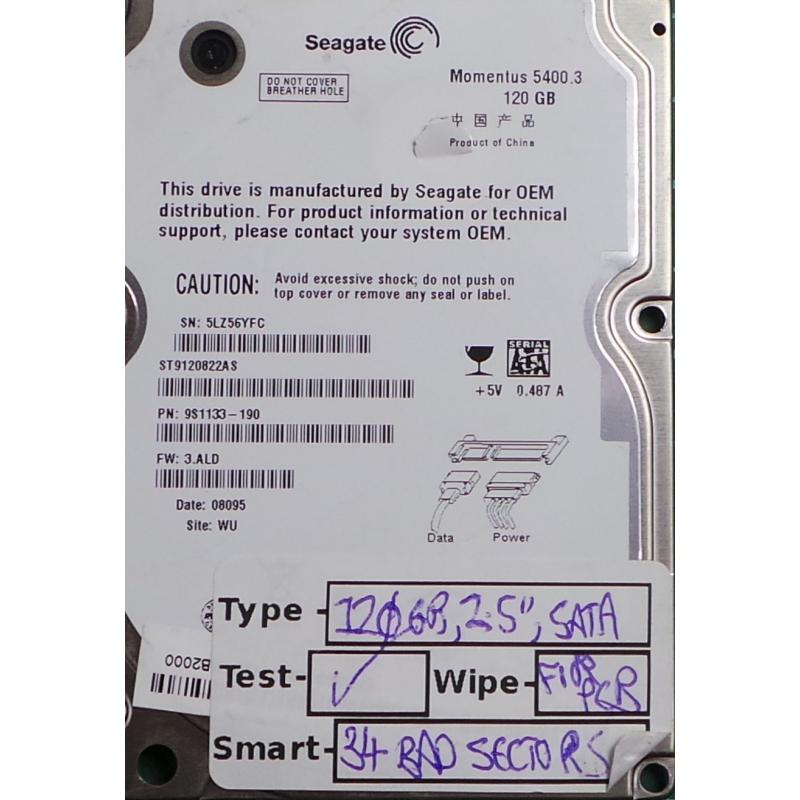 Seagate
DO NOT COVER
BREATHER HOLE
Momentus 5400.3
120 GB
中国产品
Product of China
This drive is manufactured by Seagate for OEM
distribution. For product information or technical
support, please contact your system OEM.
CAUTION: Avoid excessive shock; do not push on
top cover or remove any seal or label.
SN: 5LZ56YFC
ST9120822AS
SERIAL
ATA
+5V 0.487 A
PN: 9S1133-190
FW: 3.ALD
Date: 08095
Site: WU
Data Power
Type - 120GB, 2.5", SATA
Test- ✓ Wipe- FOR PCB
Smart- 34 BAD SECTORS
B2000